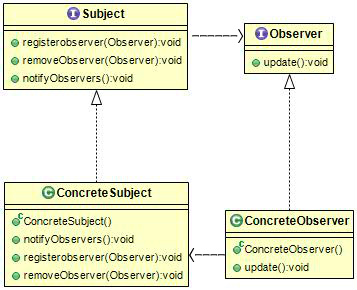 Subject
registerobserver(Observer):void
removeObserver(Observer):void
notifyObservers():void
Observer
update():void
ConcreteSubject
ConcreteSubject()
notifyObservers():void
registerobserver(Observer):void
removeObserver(Observer):void
ConcreteObserver
ConcreteObserver()
update():void